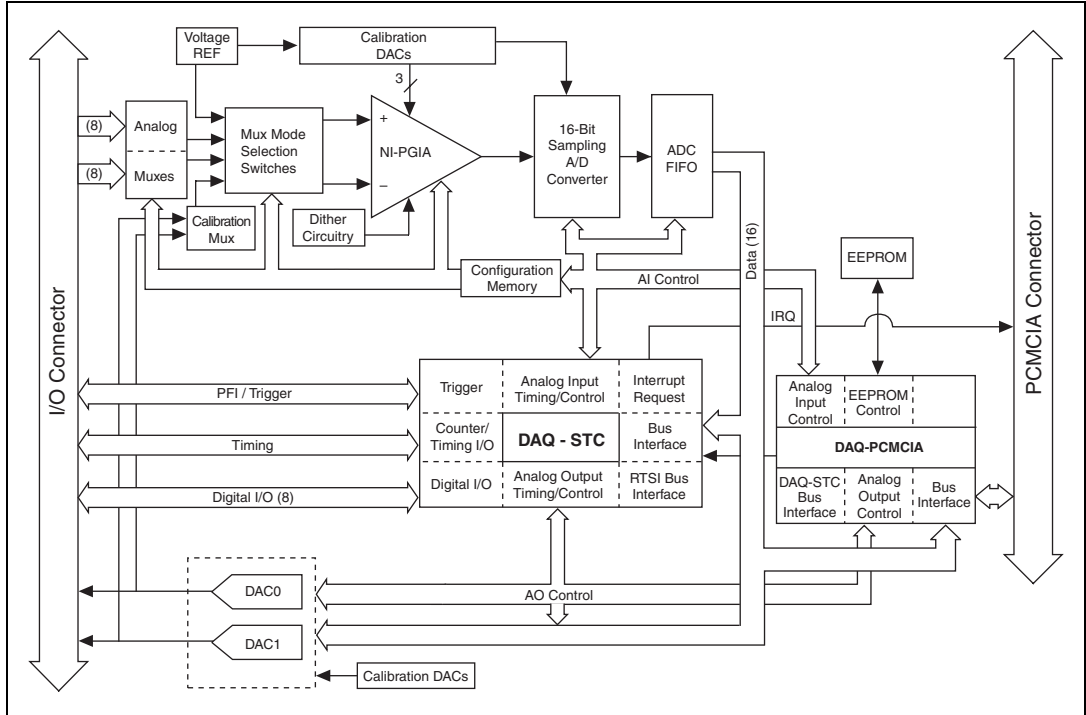 Voltage
REF
Calibration
DACs
3
(8)
(8)
Analog
Muxes
Mux Mode
Selection
Switches
+
NI-PGIA
–
16-Bit
Sampling
A/D
Converter
ADC
FIFO
Calibration
Mux
Dither
Circuitry
Configuration
Memory
AI Control
Data (16)
EEPROM
IRQ
I/O Connector
PCMCIA Connector
PFI / Trigger
Timing
Digital I/O (8)
Trigger
Analog Input
Timing/Control
Interrupt
Request
Counter/
Timing I/O
DAQ - STC
Bus
Interface
Digital I/O
Analog Output
Timing/Control
RTSI Bus
Interface
Analog
Input
Control
EEPROM
Control
DAQ-PCMCIA
DAQ-STC
Bus
Interface
Analog
Output
Control
Bus
Interface
DAC0
AO Control
DAC1
Calibration DACs